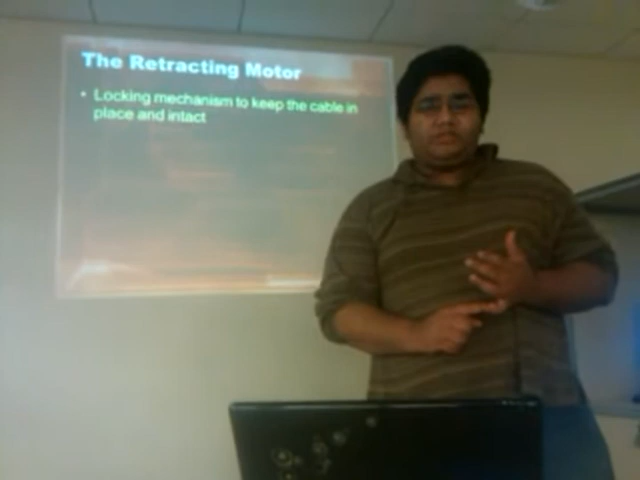 The Retracting Motor
• Locking mechanism to keep the cable in
place and intact